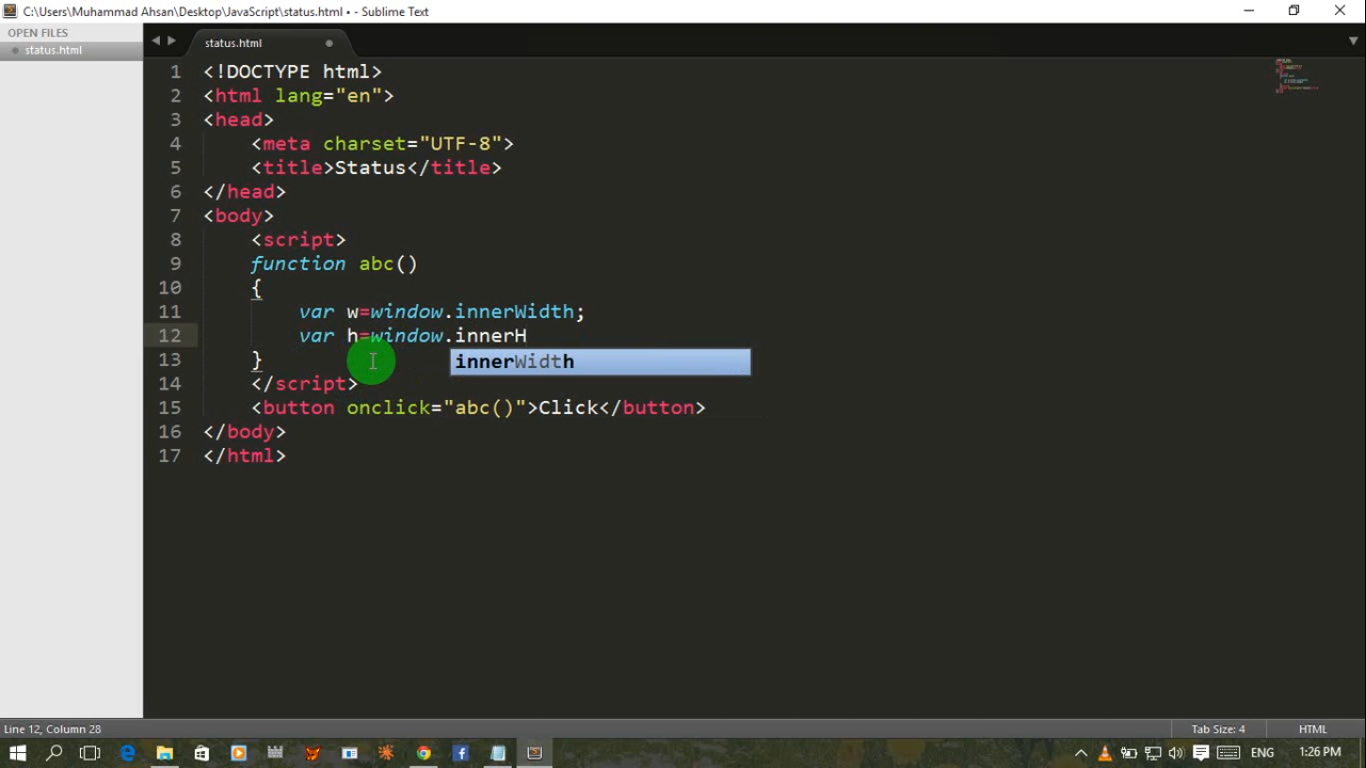 C:\Users\Muhammad Ahsan\Desktop\JavaScript\status.html • - Sublime Text
OPEN FILES
status.html
status.html
1 <!DOCTYPE html>
2 <html lang="en">
3 <head>
4 <meta charset="UTF-8">
5 <title>Status</title>
6 </head>
7 <body>
8 <script>
9 function abc()
10 {
11 var w=window.innerWidth;
12 var h=window.innerH
innerWidth
13 }
14 </script>
15 <button onclick="abc()">Click</button>
16 </body>
17 </html>
Line 12, Column 28
Tab Size: 4
HTML
ENG
1:26 PM